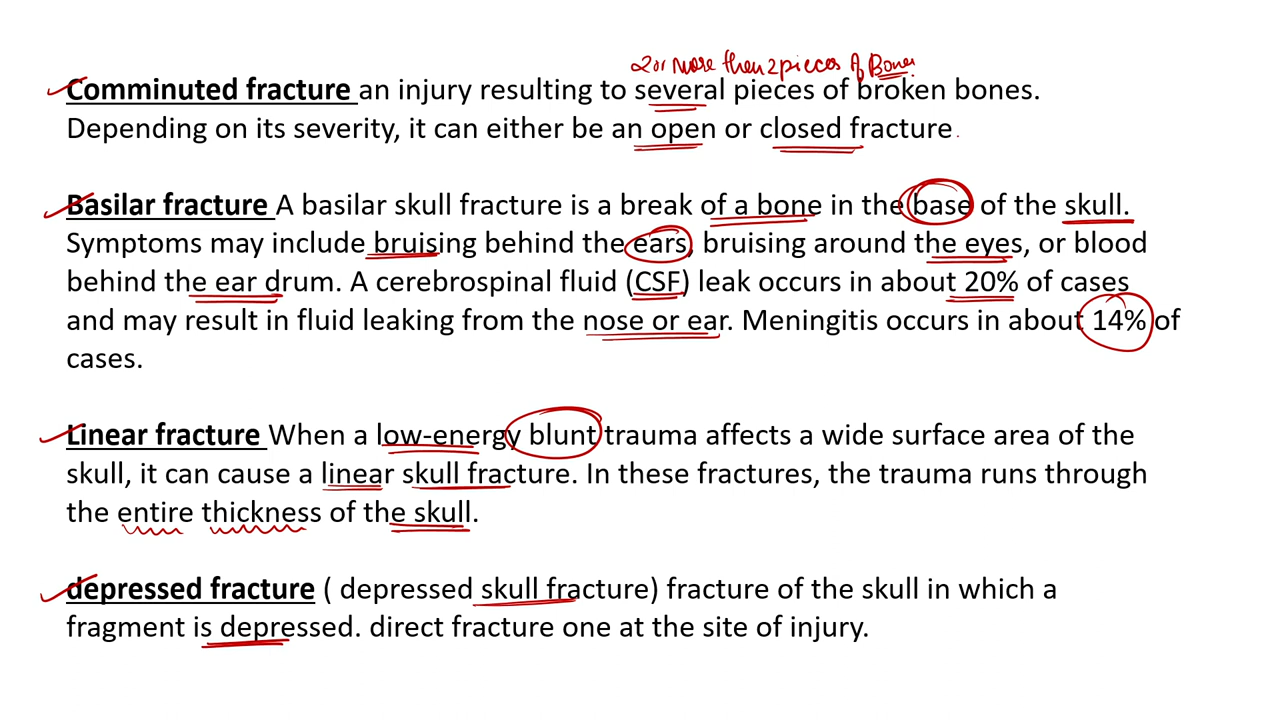 2 or more then 2 pieces of Bones
Comminuted fracture an injury resulting to several pieces of broken bones.
Depending on its severity, it can either be an open or closed fracture.
Basilar fracture A basilar skull fracture is a break of a bone in the base of the skull.
Symptoms may include bruising behind the ears, bruising around the eyes, or blood
behind the ear drum. A cerebrospinal fluid (CSF) leak occurs in about 20% of cases
and may result in fluid leaking from the nose or ear. Meningitis occurs in about 14% of
cases.
Linear fracture When a low-energy blunt trauma affects a wide surface area of the
skull, it can cause a linear skull fracture. In these fractures, the trauma runs through
the entire thickness of the skull.
depressed fracture ( depressed skull fracture) fracture of the skull in which a
fragment is depressed. direct fracture one at the site of injury.